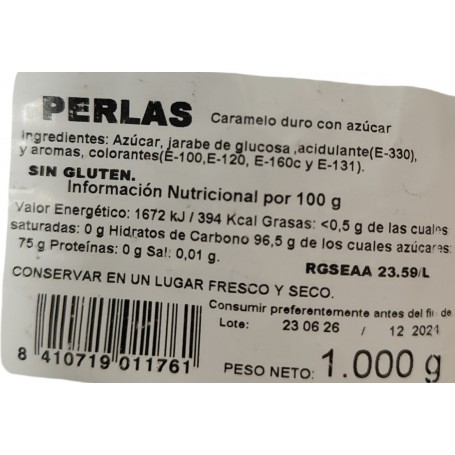 PERLAS Caramelo duro con azúcar
Ingredientes: Azúcar, jarabe de glucosa ,acidulante(E-330),
y aromas, colorantes(E-100,E-120, E-160c y E-131).
SIN GLUTEN.
Información Nutricional por 100 g
Valor Energético: 1672 kJ / 394 Kcal Grasas: <0,5 g de las cuales
saturadas: 0 g Hidratos de Carbono 96,5 g de los cuales azúcares:
75 g Proteínas: 0 g Sal: 0,01 g.
RGSEAA 23.59/L
CONSERVAR EN UN LUGAR FRESCO Y SECO.
Consumir preferentemente antes del fin de
Lote: 23 06 26 / 12 2021
8 410719 011761
PESO NETO: 1.000 g